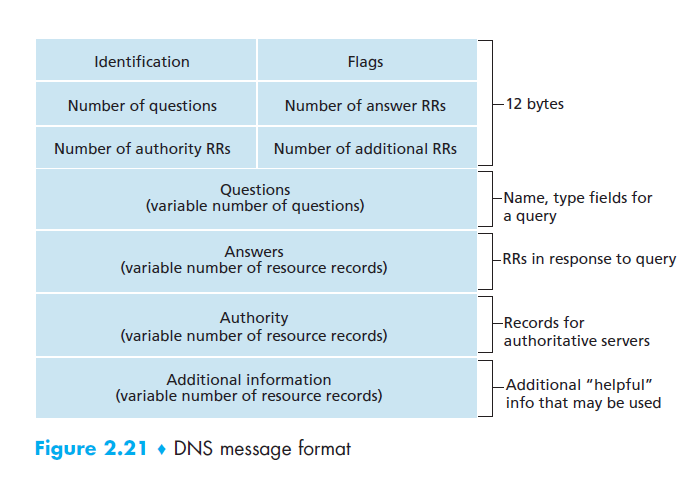 Identification
Flags
12 bytes
Number of questions
Number of answer RRs
Number of authority RRs
Number of additional RRs
Questions
(variable number of questions)
Name, type fields for
a query
Answers
(variable number of resource records)
RRs in response to query
Authority
(variable number of resource records)
Records for
authoritative servers
Additional information
(variable number of resource records)
Additional “helpful”
info that may be used
Figure 2.21 ♦ DNS message format